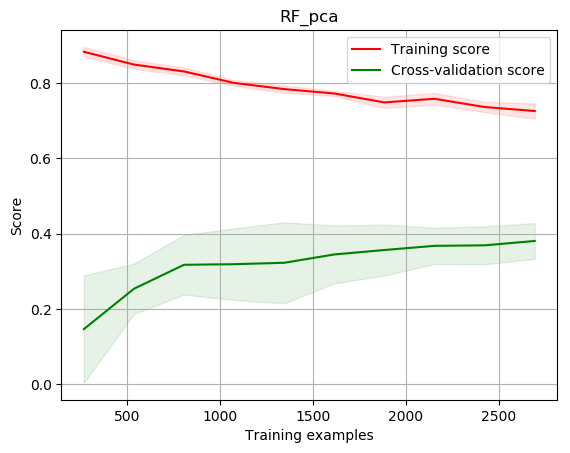 RF_pca
Training score
Cross-validation score
0.8
0.6
0.4
0.2
0.0
Score
500
1000
1500
2000
2500
Training examples